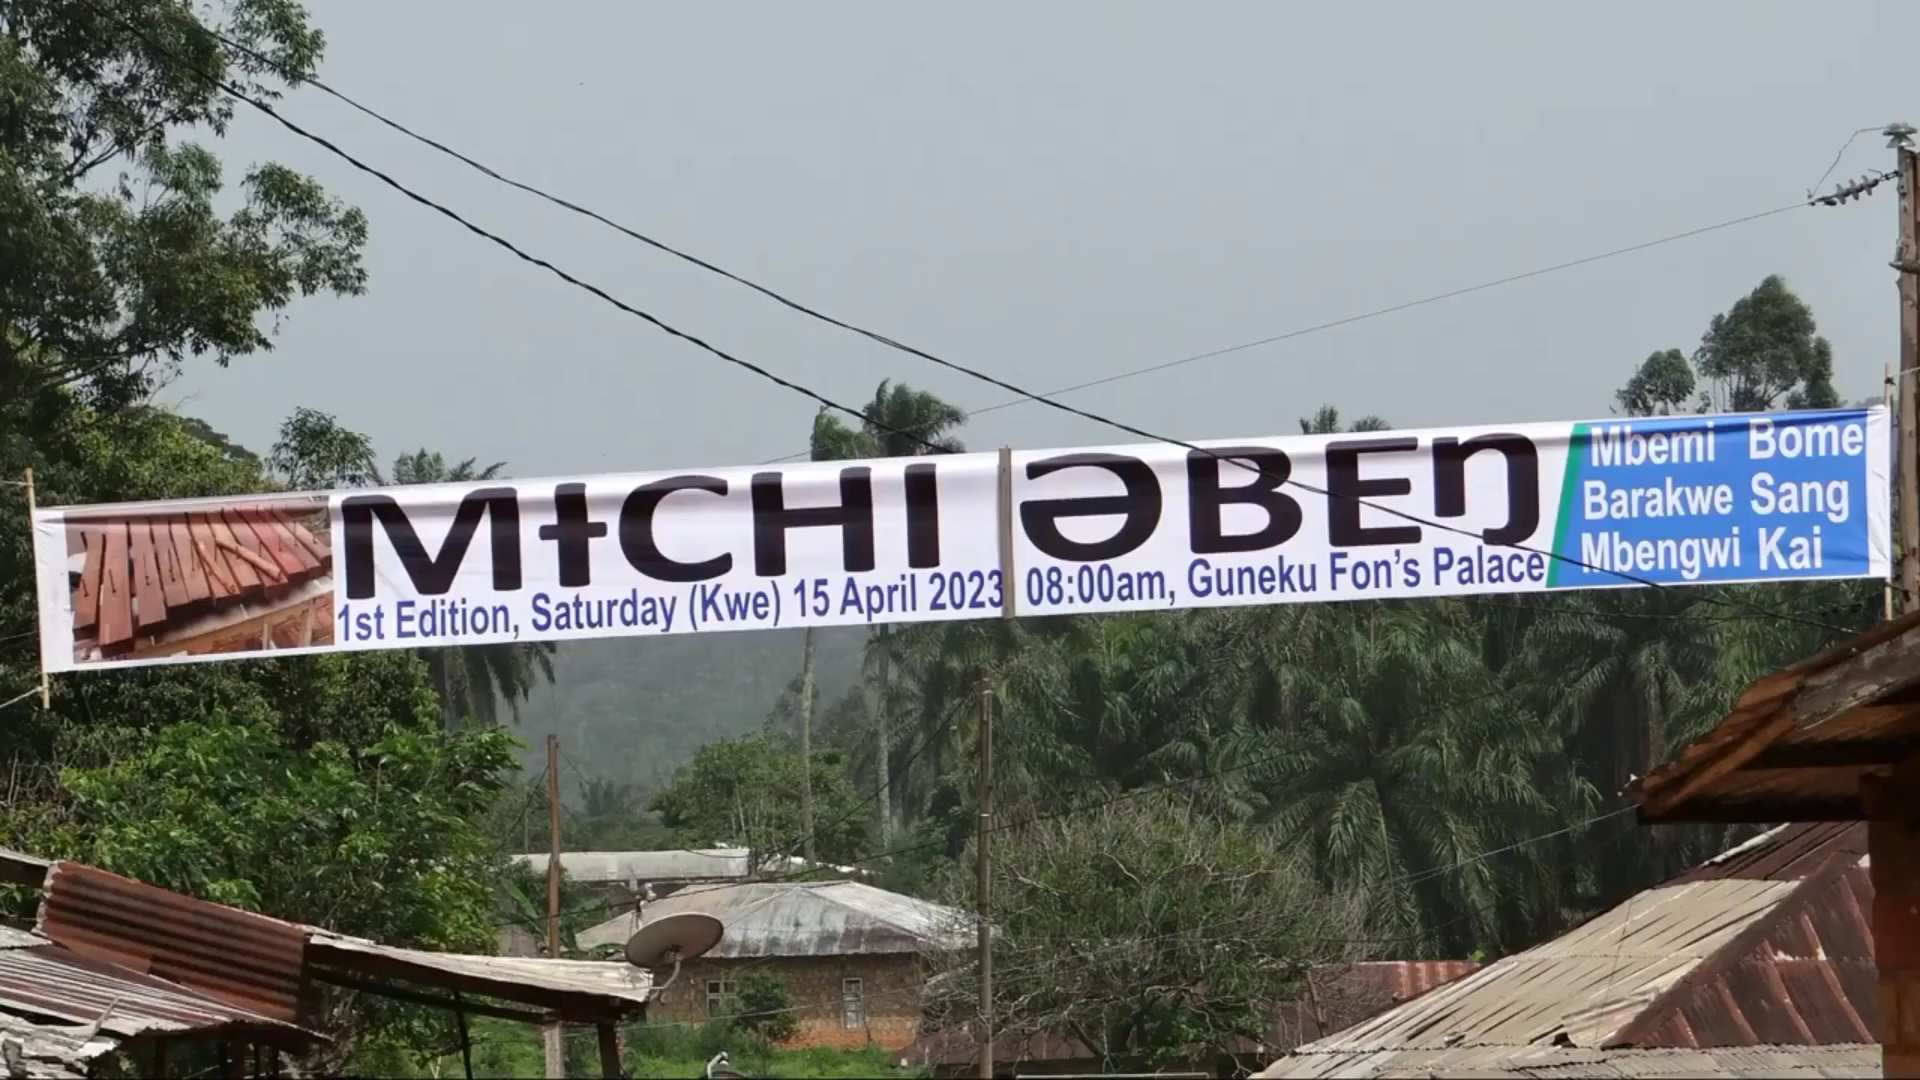 MƗCHI ƏBEŊ
1st Edition, Saturday (Kwe) 15 April 2023 08:00am, Guneku Fon's Palace
Mbemi Bome
Barakwe Sang
Mbengwi Kai